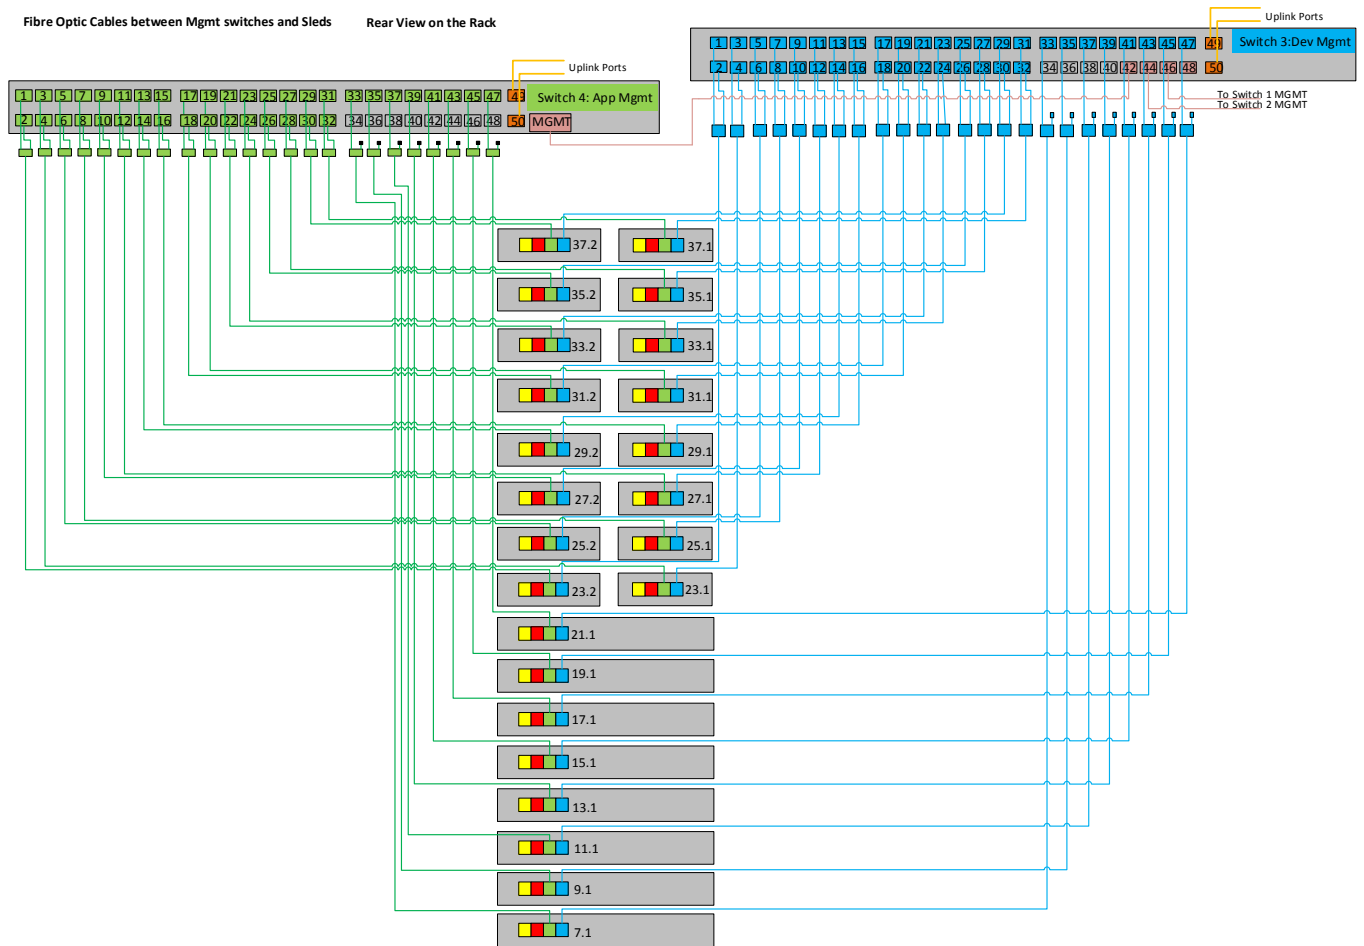 Fibre Optic Cables between Mgmt switches and Sleds
Rear View on the Rack
Uplink Ports
1 3 5 7 9 11 13 15 17 19 21 23 25 27 29 31 33 35 37 39 41 43 45 47 49
Switch 3:Dev Mgmt
2 4 6 8 10 12 14 16 18 20 22 24 26 28 30 32 34 36 38 40 42 44 46 48 50
To Switch 1 MGMT
To Switch 2 MGMT
Uplink Ports
1 3 5 7 9 11 13 15 17 19 21 23 25 27 29 31 33 35 37 39 41 43 45 47 49
Switch 4: App Mgmt
2 4 6 8 10 12 14 16 18 20 22 24 26 28 30 32 34 36 38 40 42 44 46 48 50
MGMT
37.2 37.1
35.2 35.1
33.2 33.1
31.2 31.1
29.2 29.1
27.2 27.1
25.2 25.1
23.2 23.1
21.1
19.1
17.1
15.1
13.1
11.1
9.1
7.1